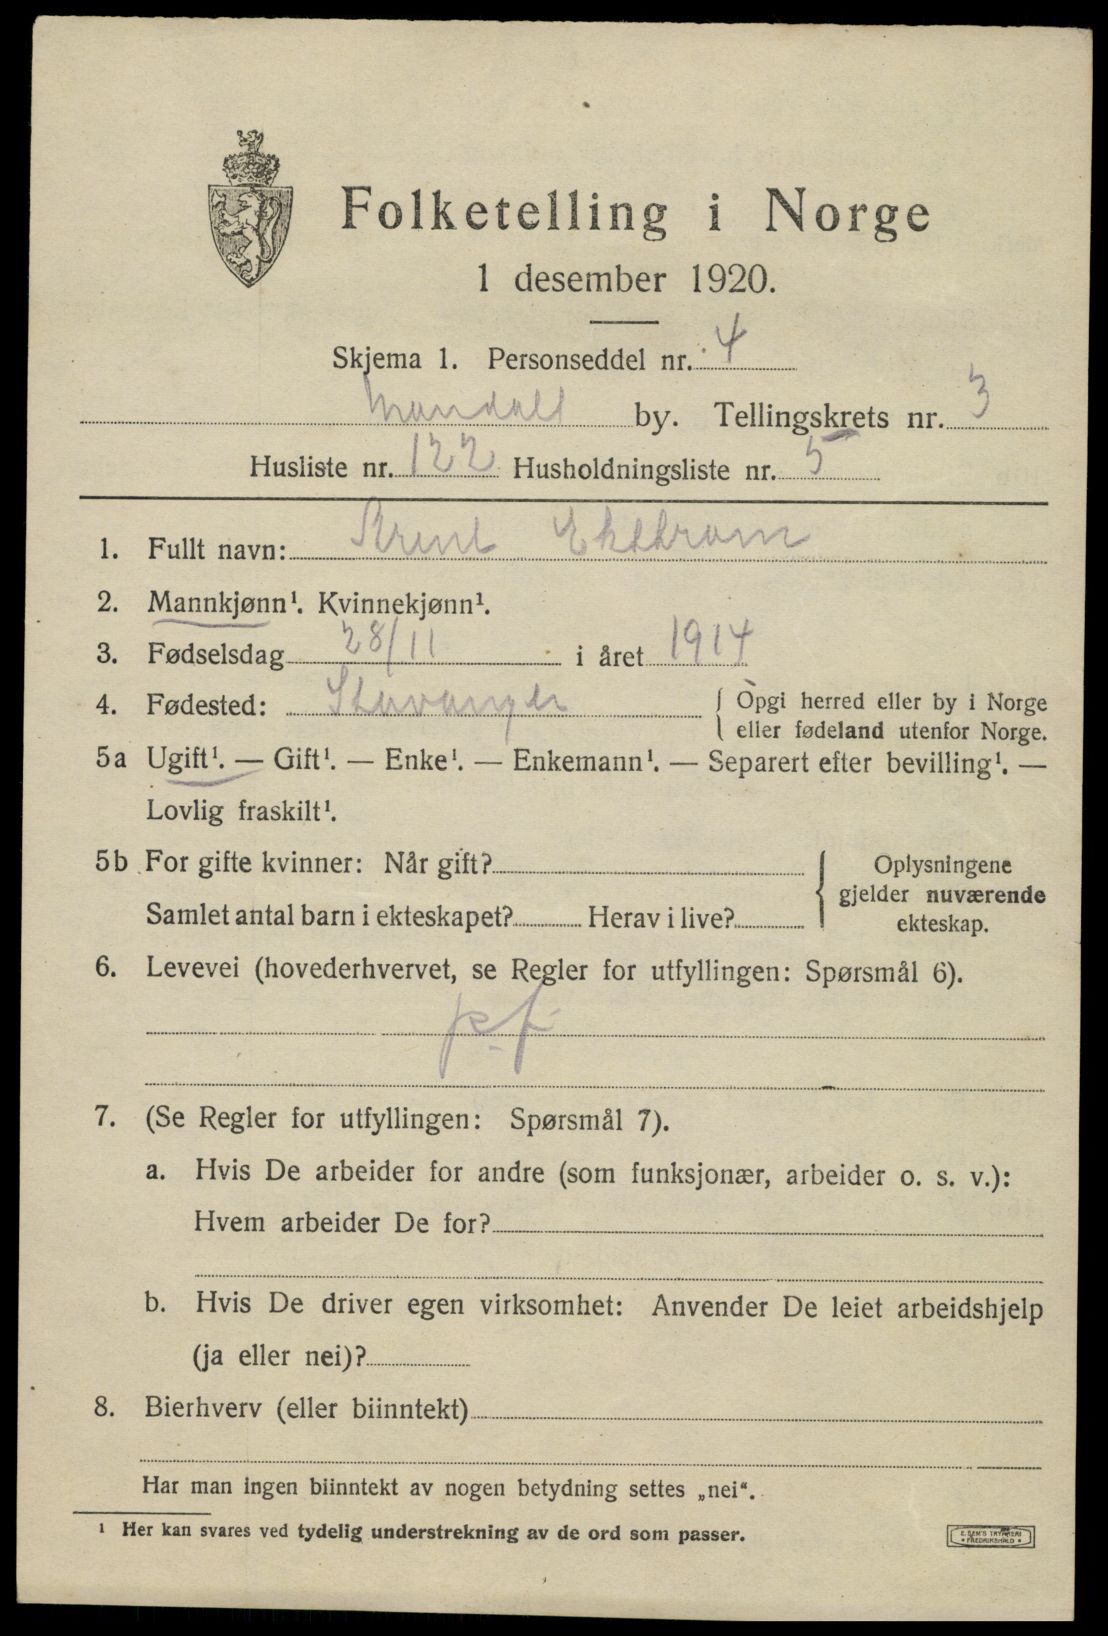 Folketelling i Norge
1 desember 1920.
Skjema 1. Personseddel nr. 4
Mandall by. Tellingskrets nr. 3
Husliste nr. 122 Husholdningsliste nr. 5
1. Fullt navn: Ekstrøm
2. Mannkjønn¹. Kvinnekjønn¹.
3. Fødselsdag 28/11 i året 1914
4. Fødested: Stavanger { Opgi herred eller by i Norge
eller fødeland utenfor Norge.
5a Ugift¹. — Gift¹. — Enke¹. — Enkemann¹. — Separert efter bevilling¹. —
Lovlig fraskilt¹.
5b For gifte kvinner: Når gift? { Oplysningene
gjelder nuværende
Samlet antal barn i ekteskapet? Herav i live? ekteskap.
6. Levevei (hovederhvervet, se Regler for utfyllingen: Spørsmål 6).
7. (Se Regler for utfyllingen: Spørsmål 7).
a. Hvis De arbeider for andre (som funksjonær, arbeider o. s. v.):
Hvem arbeider De for?
b. Hvis De driver egen virksomhet: Anvender De leiet arbeidshjelp
(ja eller nei)?
8. Bierhverv (eller biinntekt)
Har man ingen biinntekt av nogen betydning settes „nei“.
¹ Her kan svares ved tydelig understrekning av de ord som passer.
E. SEM'S TRYKKERI
FREDRIKSHALD